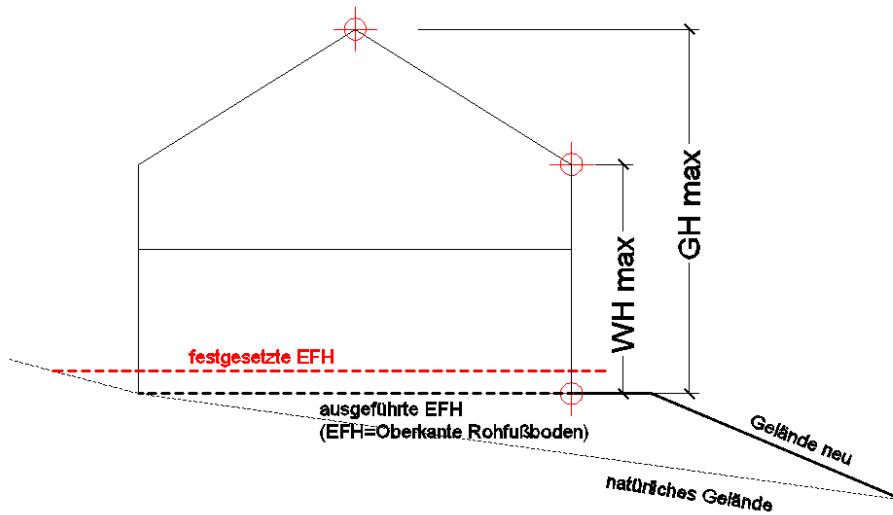 GH max
WH max
festgesetzte EFH
ausgeführte EFH
(EFH=Oberkante Rohfußboden)
Gelände neu
natürliches Gelände